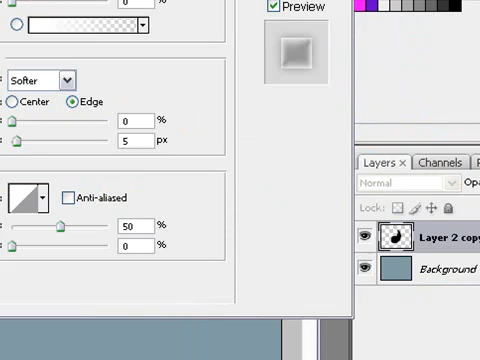 0 %
Preview
Softer
Center Edge
0 %
5 px
Layers × Channels
Normal
Anti-aliased
Lock:
50 %
Layer 2 copy
0 %
Background